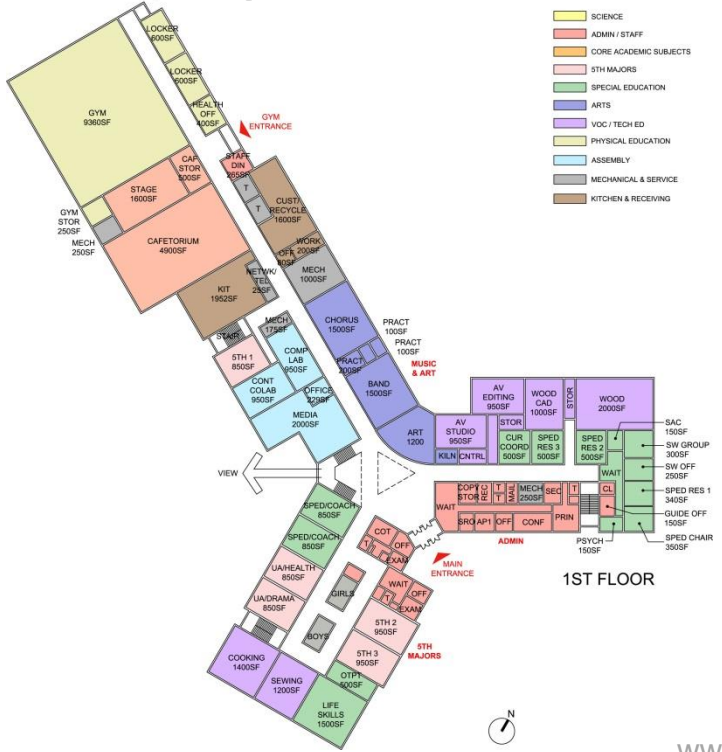 LOCKER
600SF
LOCKER
600SF
HEALTH
OFF
400SF
GYM
9360SF
GYM
ENTRANCE
STAFF
DIN
265SF
CAF
STOR
500SF
STAGE
1600SF
T
T
CUST/
RECYCLE
1600SF
GYM
STOR
250SF
MECH
250SF
CAFETORIUM
4900SF
WORK
200SF
OFF
80SF
MECH
1000SF
NETWK/
TEL
25SF
KIT
1952SF
CHORUS
1500SF
PRACT
100SF
PRACT
100SF
MECH
175SF
STAIR
5TH 1
850SF
COMP
LAB
950SF
PRACT
200SF
MUSIC
& ART
CONT
COLAB
950SF
OFFICE
229SF
BAND
1500SF
MEDIA
2000SF
ART
1200
AV
EDITING
950SF
WOOD
CAD
1000SF
STOR
WOOD
2000SF
AV
STUDIO
950SF
STOR
KILN
CNTRL
CUR
COORD
500SF
SPED
RES 3
500SF
SPED
RES 2
500SF
WAIT
SAC
150SF
SW GROUP
300SF
SW OFF
250SF
SPED RES 1
340SF
GUIDE OFF
150SF
SPED CHAIR
350SF
PSYCH
150SF
VIEW
WAIT
COPY
STOR
REC
T
T
MAIL
MECH
250SF
SEC
T
CL
SRO
AP1
OFF
CONF
PRIN
ADMIN
MAIN
ENTRANCE
1ST FLOOR
SPED/COACH
850SF
SPED/COACH
850SF
COT
OFF
T
EXAM
UA/HEALTH
850SF
UA/DRAMA
850SF
GIRLS
WAIT
OFF
T
EXAM
BOYS
5TH 2
950SF
5TH 3
950SF
5TH
MAJORS
COOKING
1400SF
SEWING
1200SF
OTPT
500SF
LIFE
SKILLS
1500SF
N
SCIENCE
ADMIN / STAFF
CORE ACADEMIC SUBJECTS
5TH MAJORS
SPECIAL EDUCATION
ARTS
VOC / TECH ED
PHYSICAL EDUCATION
ASSEMBLY
MECHANICAL & SERVICE
KITCHEN & RECEIVING